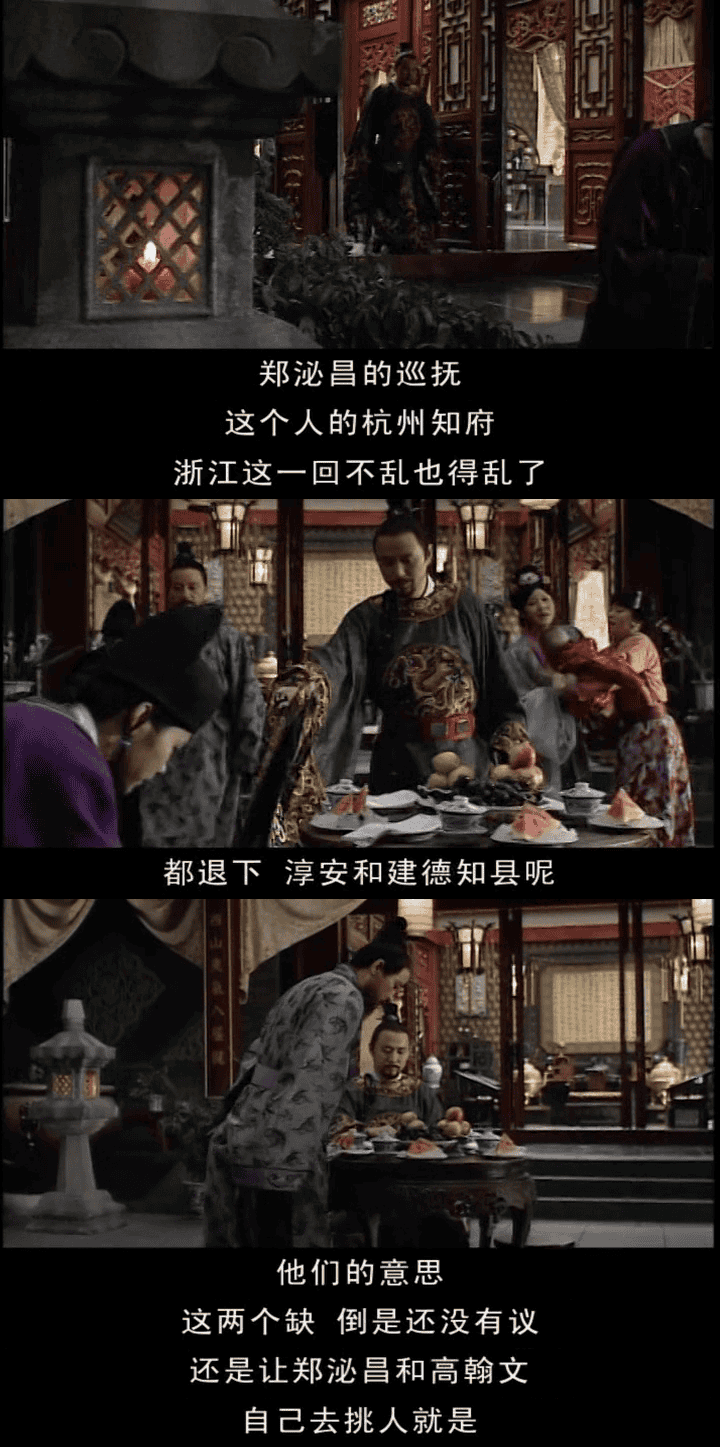 郑泌昌的巡抚
这个人的杭州知府
浙江这一回不乱也得乱了
都退下 淳安和建德知县呢
他们的意思
这两个缺 倒是还没有议
还是让郑泌昌和高翰文
自己去挑人就是